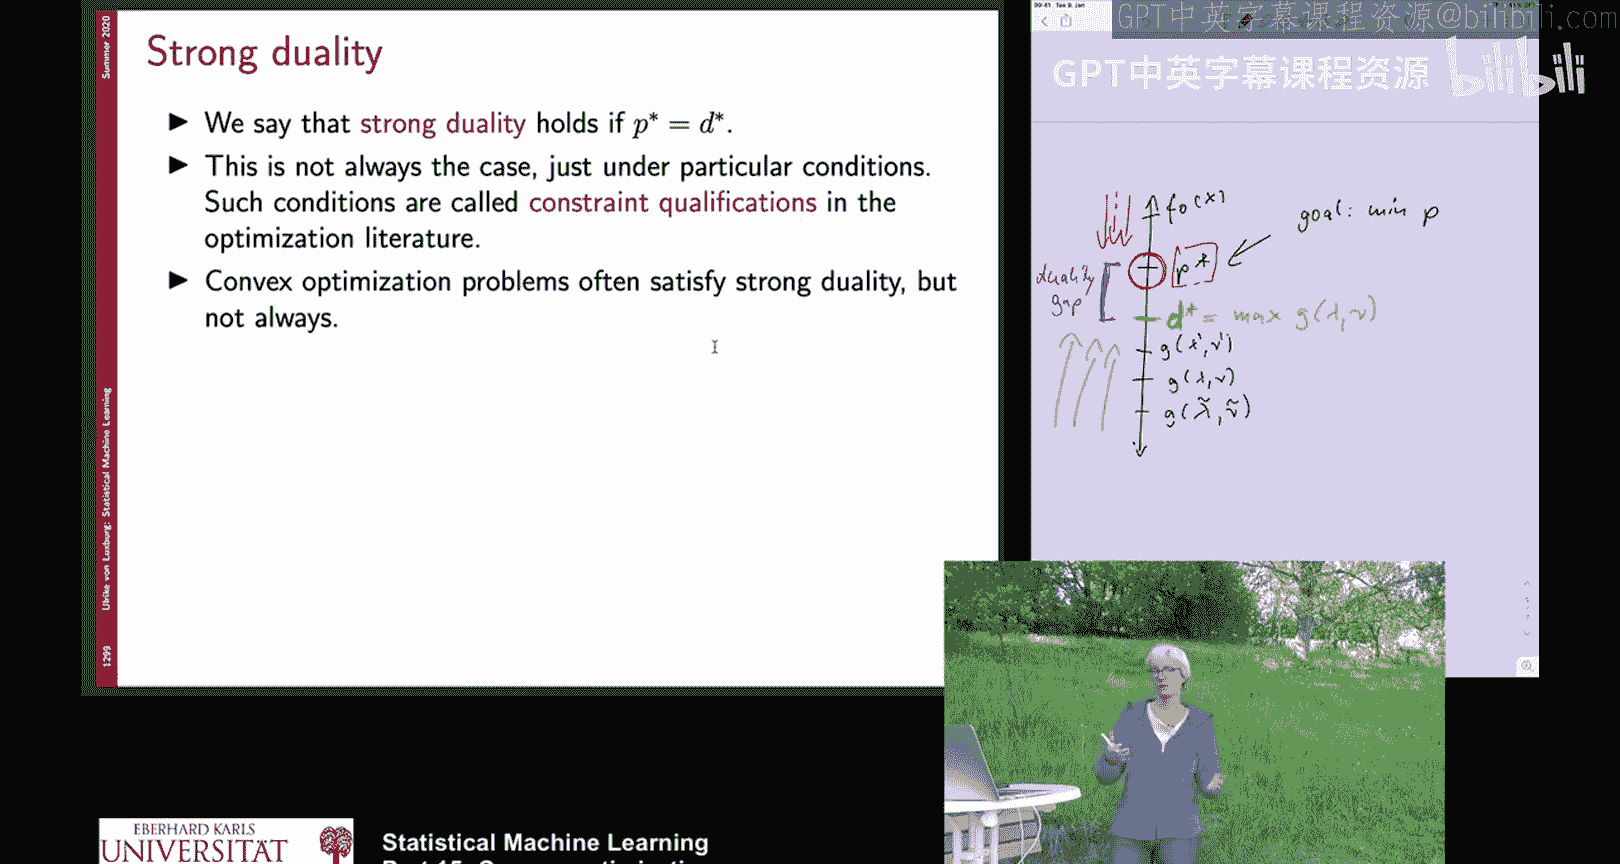 Summer 2020
Strong duality
▶ We say that strong duality holds if p* = d*.
▶ This is not always the case, just under particular conditions.
Such conditions are called constraint qualifications in the
optimization literature.
▶ Convex optimization problems often satisfy strong duality, but
not always.
Ulrike von Luxburg: Statistical Machine Learning
1299
GPT中英字幕课程资源@bilibili.com
GPT中英字幕课程资源 bilibili
f₀(x)
goal: min p
p*
duality
gap
d* = max g(λ,ν)
g(λ',ν')
g(λ,ν)
g(λ̃,ν̃)
EBERHARD KARLS
UNIVERSITÄT
Statistical Machine Learning